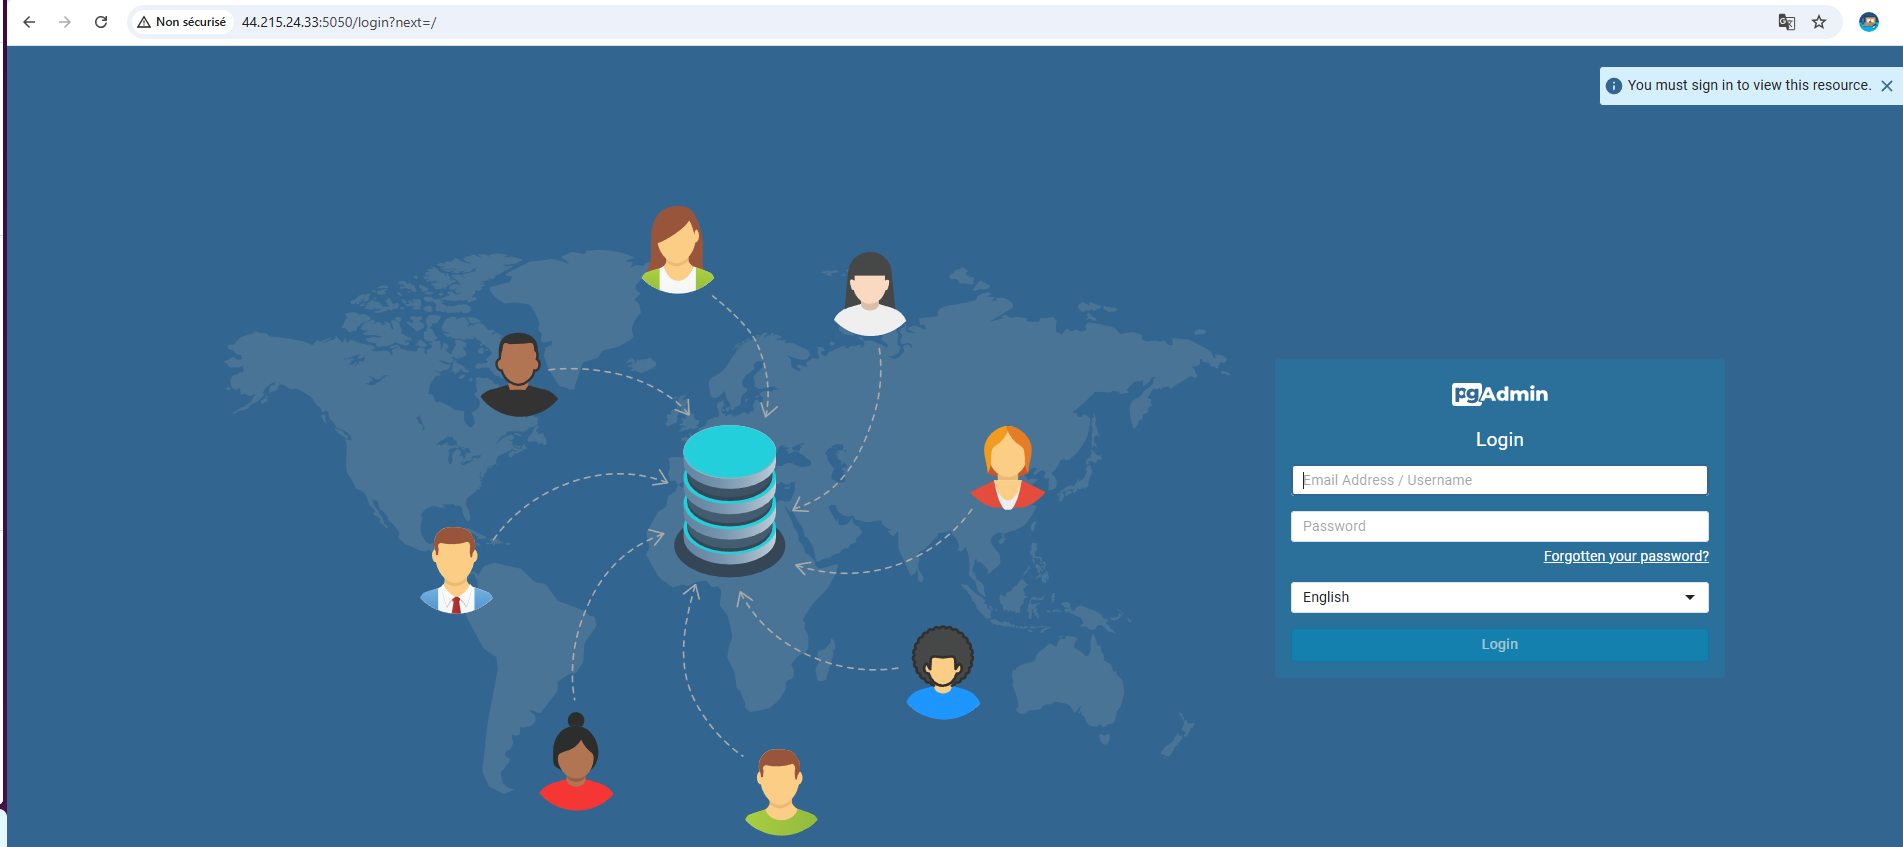 Non sécurisé 44.215.24.33:5050/login?next=/
You must sign in to view this resource.
pgAdmin
Login
Email Address / Username
Password
Forgotten your password?
English
Login